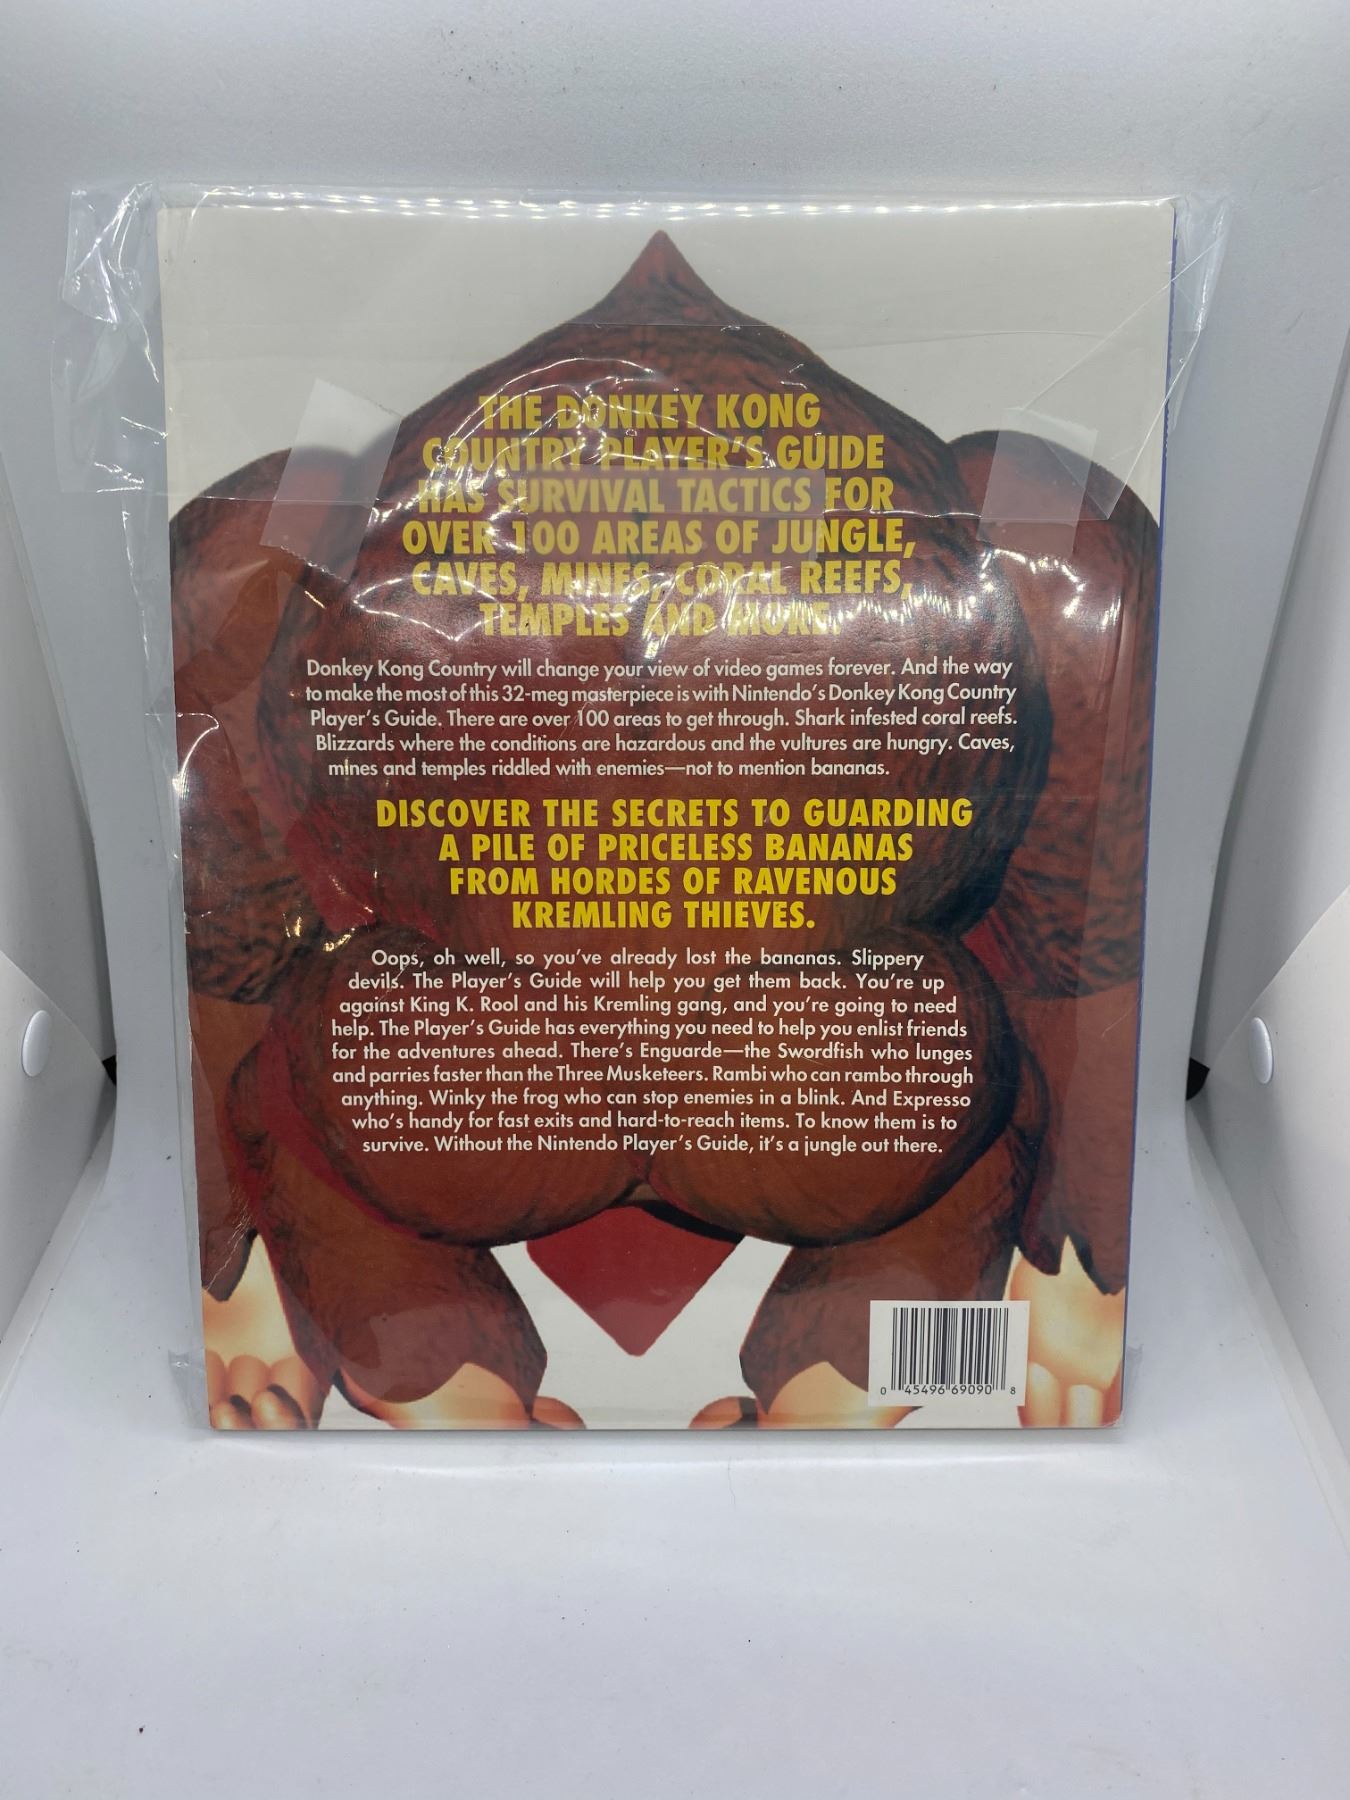 THE DONKEY KONG
COUNTRY PLAYER'S GUIDE
HAS SURVIVAL TACTICS FOR
OVER 100 AREAS OF JUNGLE,
CAVES, MINES, CORAL REEFS,
TEMPLES AND MORE.
Donkey Kong Country will change your view of video games forever. And the way
to make the most of this 32-meg masterpiece is with Nintendo's Donkey Kong Country
Player's Guide. There are over 100 areas to get through. Shark infested coral reefs.
Blizzards where the conditions are hazardous and the vultures are hungry. Caves,
mines and temples riddled with enemies—not to mention bananas.
DISCOVER THE SECRETS TO GUARDING
A PILE OF PRICELESS BANANAS
FROM HORDES OF RAVENOUS
KREMLING THIEVES.
Oops, oh well, so you've already lost the bananas. Slippery
devils. The Player's Guide will help you get them back. You're up
against King K. Rool and his Kremling gang, and you're going to need
help. The Player's Guide has everything you need to help you enlist friends
for the adventures ahead. There's Enguarde—the Swordfish who lunges
and parries faster than the Three Musketeers. Rambi who can rambo through
anything. Winky the frog who can stop enemies in a blink. And Expresso
who's handy for fast exits and hard-to-reach items. To know them is to
survive. Without the Nintendo Player's Guide, it's a jungle out there.
0 45496 69090 8